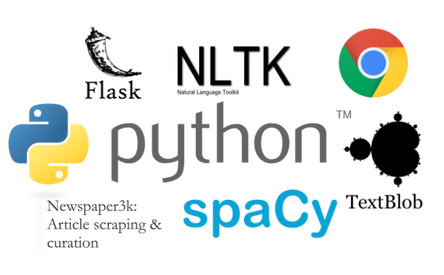 Flask
NLTK
Natural Language Toolkit
python
TM
TextBlob
Newspaper3k:
Article scraping &
curation
spaCy